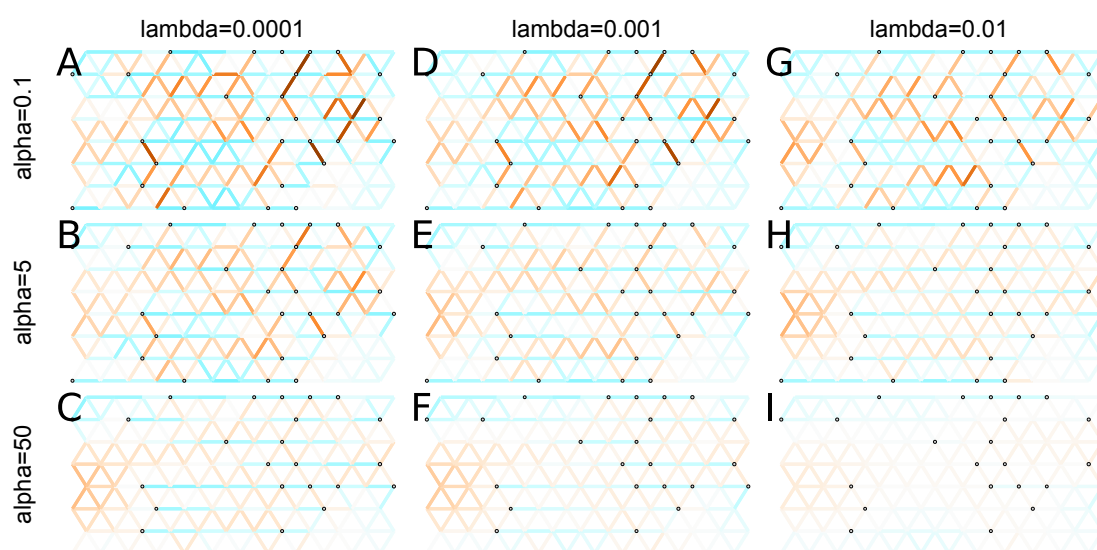 lambda=0.0001 lambda=0.001 lambda=0.01
alpha=0.1
A D G
alpha=5
B E H
alpha=50
C F I